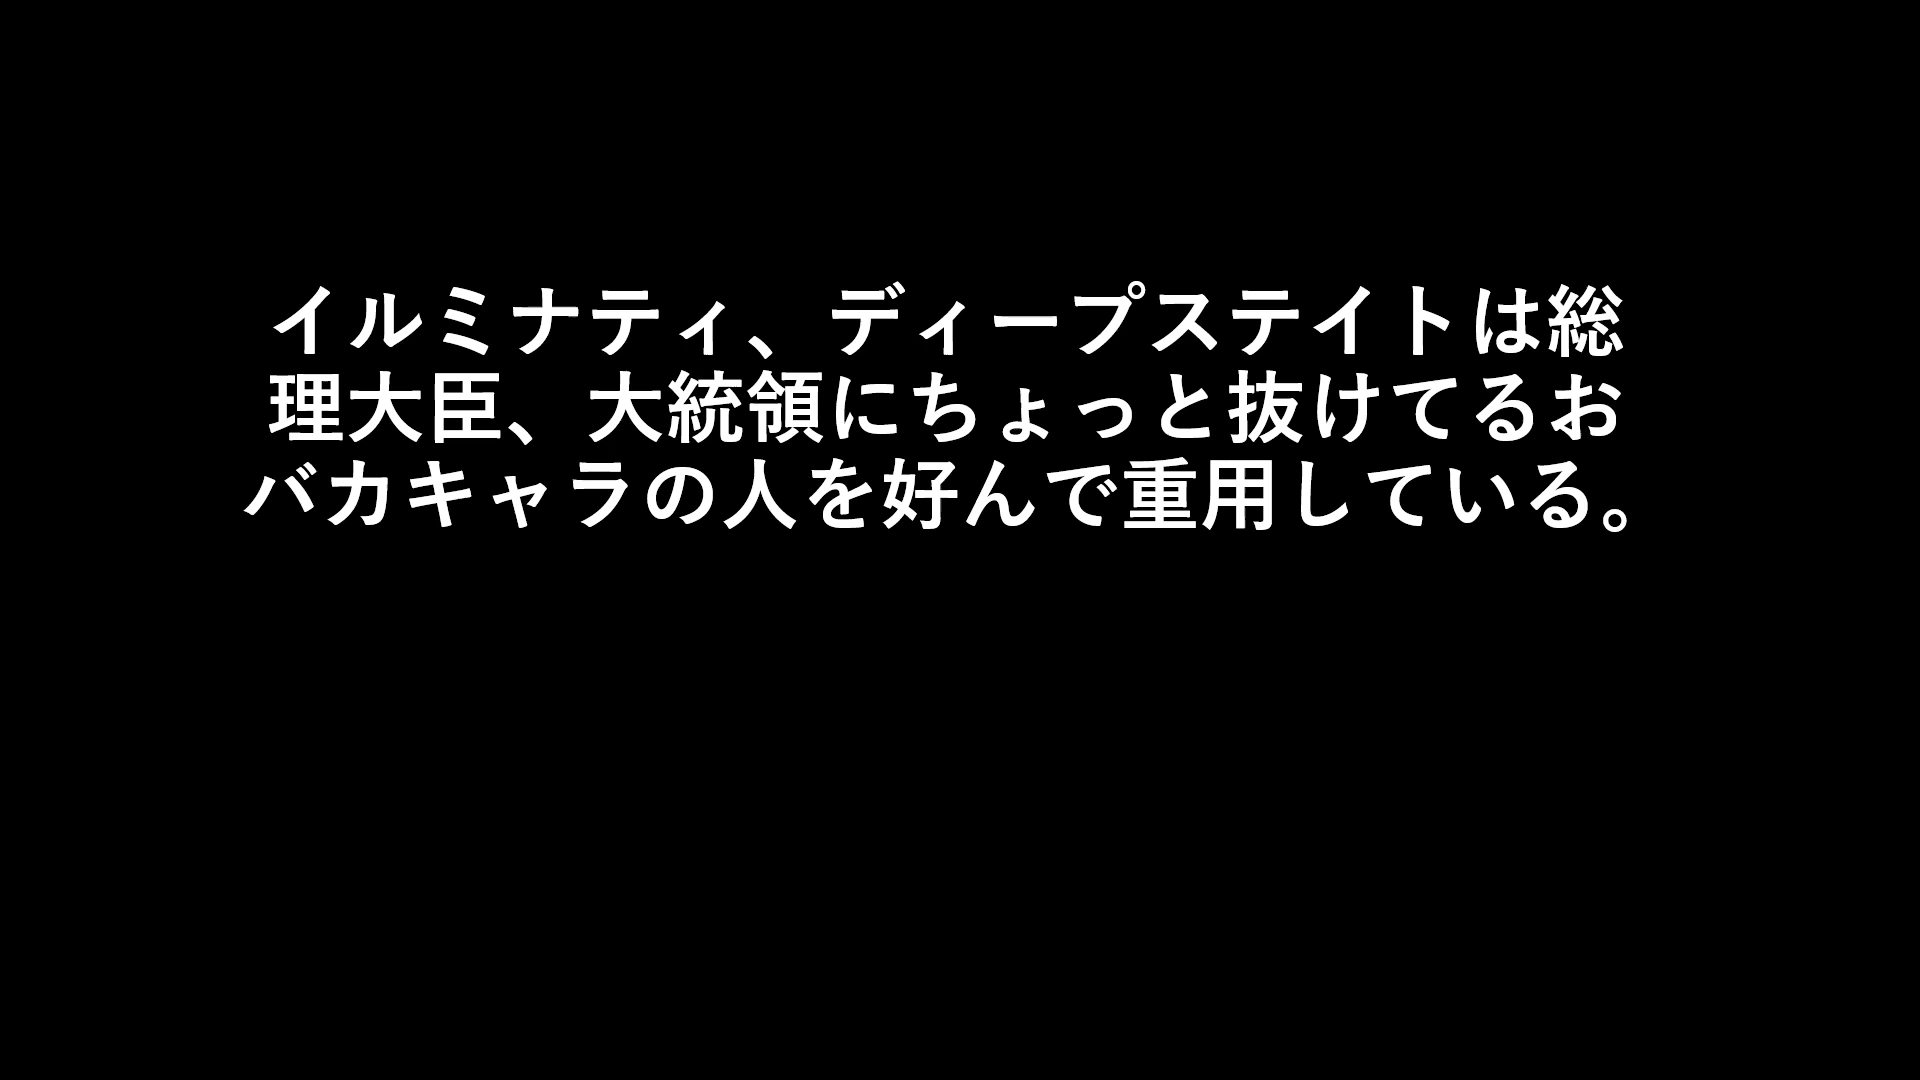 イルミナティ、ディープステイトは総
理大臣、大統領にちょっと抜けてるお
バカキャラの人を好んで重用している。